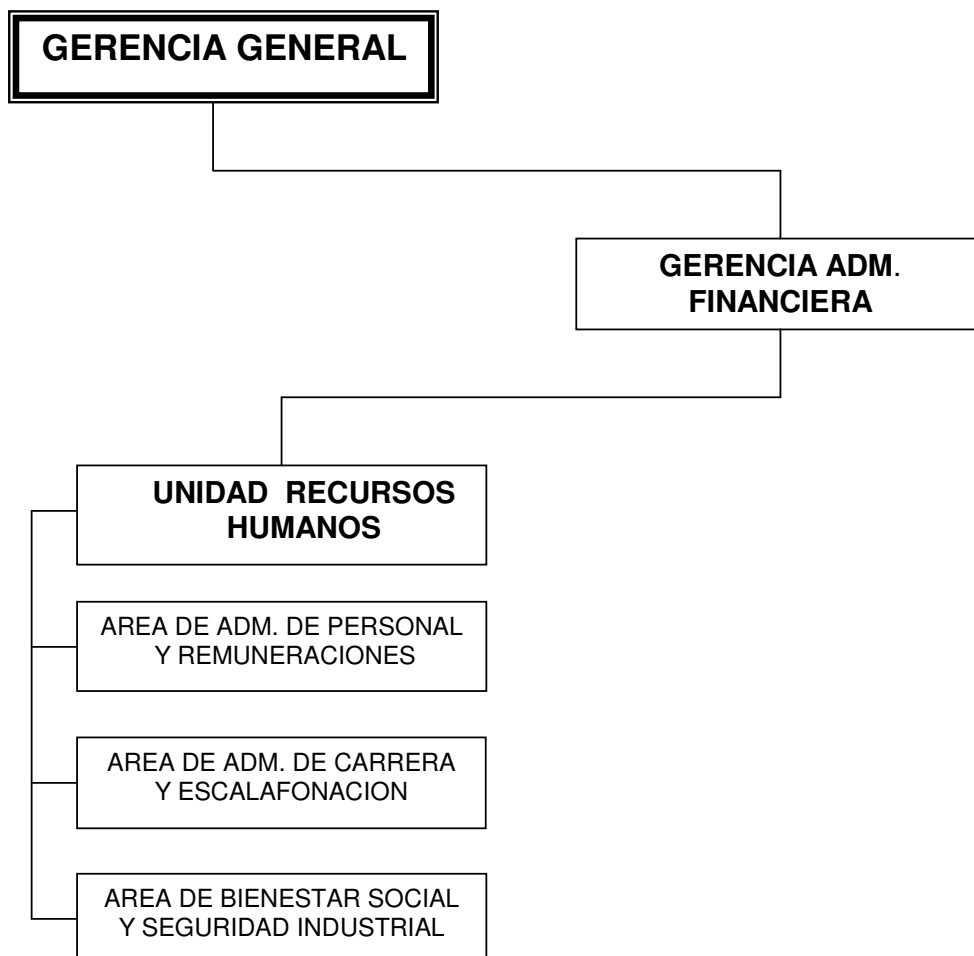 GERENCIA GENERAL
GERENCIA ADM.
FINANCIERA
UNIDAD RECURSOS
HUMANOS
AREA DE ADM. DE PERSONAL
Y REMUNERACIONES
AREA DE ADM. DE CARRERA
Y ESCALAFONACION
AREA DE BIENESTAR SOCIAL
Y SEGURIDAD INDUSTRIAL